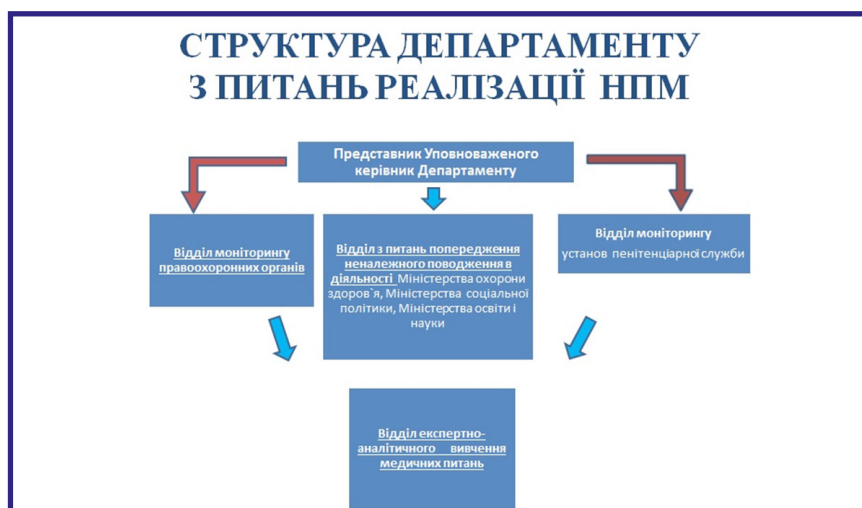 СТРУКТУРА ДЕПАРТАМЕНТУ
З ПИТАНЬ РЕАЛІЗАЦІЇ НПМ
Представник Уповноваженого
керівник Департаменту
Відділ моніторингу
правоохоронних органів
Відділ з питань попередження
неналежного поводження в
діяльності Міністерства охорони
здоров`я, Міністерства соціальної
політики, Міністерства освіти і
науки
Відділ моніторингу
установ пенітенціарної служби
Відділ експертно-
аналітичного вивчення
медичних питань